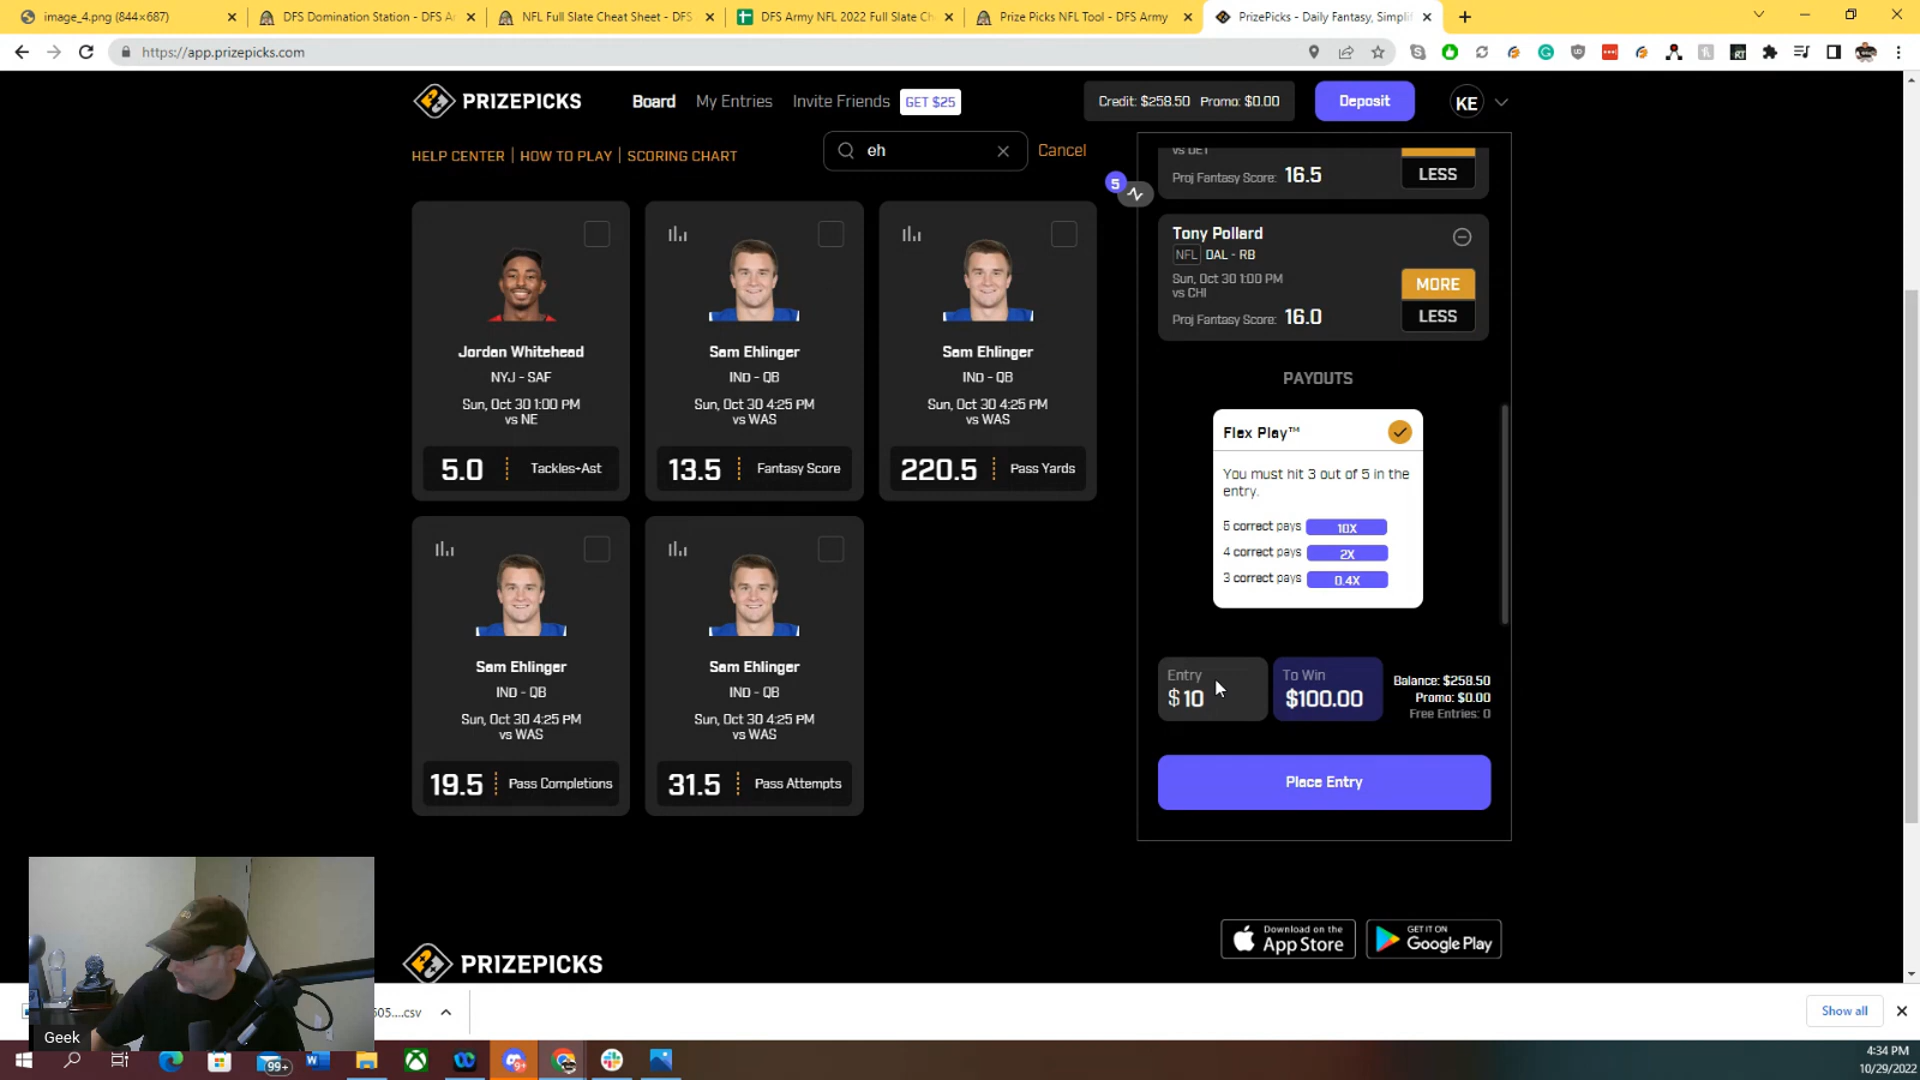 image_4.png (844×687)
DFS Domination Station - DFS Ar
NFL Full Slate Cheat Sheet - DFS
DFS Army NFL 2022 Full Slate Ch
Prize Picks NFL Tool - DFS Army
PrizePicks - Daily Fantasy, Simplif
https://app.prizepicks.com
PRIZEPICKS
Board
My Entries
Invite Friends
GET $25
Credit: $258.50 Promo: $0.00
Deposit
KE
HELP CENTER | HOW TO PLAY | SCORING CHART
eh
Cancel
5
Jordan Whitehead
NYJ - SAF
Sun, Oct 30 1:00 PM
vs NE
5.0
Tackles+Ast
Sam Ehlinger
IND - QB
Sun, Oct 30 4:25 PM
vs WAS
13.5
Fantasy Score
Sam Ehlinger
IND - QB
Sun, Oct 30 4:25 PM
vs WAS
220.5
Pass Yards
Sam Ehlinger
IND - QB
Sun, Oct 30 4:25 PM
vs WAS
19.5
Pass Completions
Sam Ehlinger
IND - QB
Sun, Oct 30 4:25 PM
vs WAS
31.5
Pass Attempts
vs DET
Proj Fantasy Score: 16.5
LESS
Tony Pollard
NFL DAL - RB
Sun, Oct 30 1:00 PM
vs CHI
Proj Fantasy Score: 16.0
MORE
LESS
PAYOUTS
Flex Play™
You must hit 3 out of 5 in the
entry.
5 correct pays 10X
4 correct pays 2X
3 correct pays 0.4X
Entry
$10
To Win
$100.00
Balance: $258.50
Promo: $0.00
Free Entries: 0
Place Entry
Download on the
App Store
GET IT ON
Google Play
PRIZEPICKS
Geek
505....csv
Show all
99+
9+
4:34 PM
10/29/2022